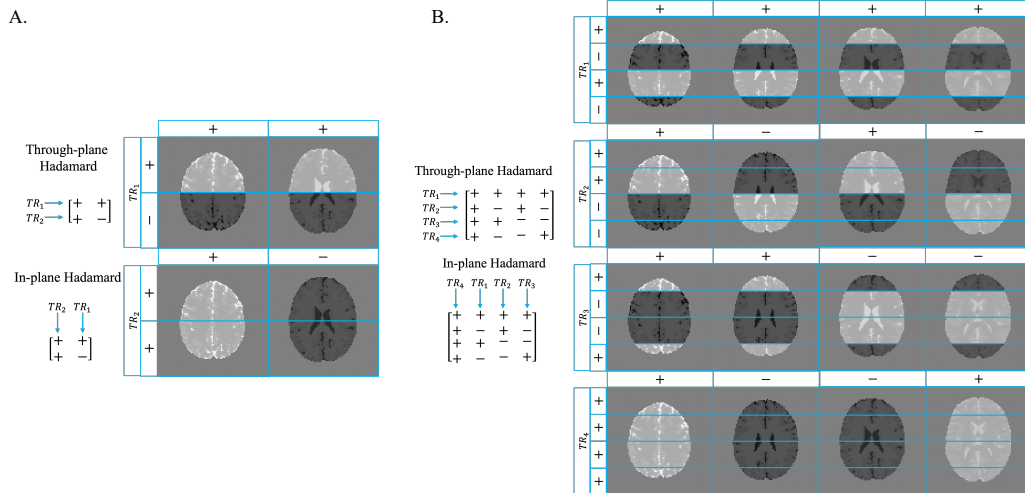 A.
Through-plane
Hadamard
TR₁ [+ +]
TR₂ [+ −]
In-plane Hadamard
TR₂ TR₁
[+ +]
[+ −]
+ +
TR₁
+
−
+ −
TR₂
+
+
B.
Through-plane Hadamard
TR₁ [+ + + +]
TR₂ [+ − + −]
TR₃ [+ + − −]
TR₄ [+ − − +]
In-plane Hadamard
TR₄ TR₁ TR₂ TR₃
[+ + + +]
[+ − + −]
[+ + − −]
[+ − − +]
+ + + +
TR₁
+
−
+
−
+ − + −
TR₂
+
+
−
−
+ + − −
TR₃
+
−
−
+
+ − − +
TR₄
+
+
+
+